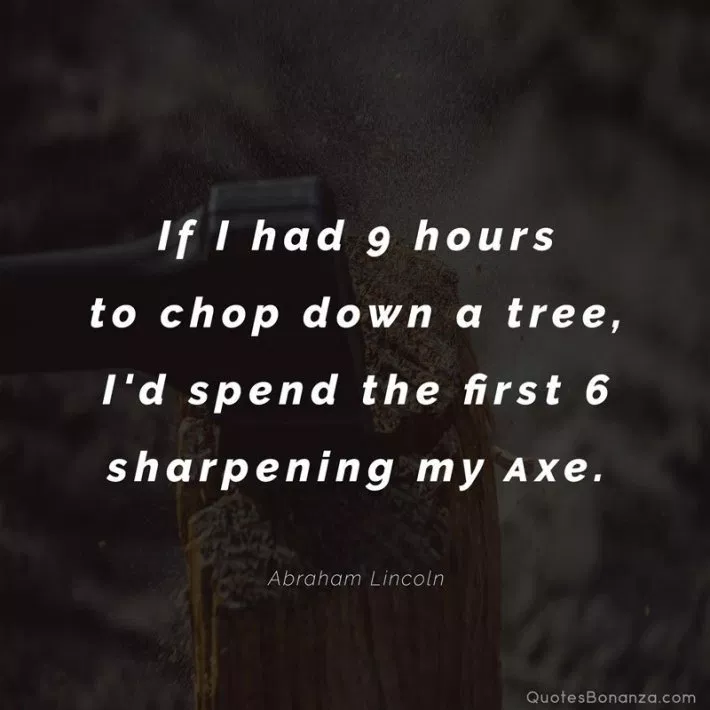 If I had 9 hours
to chop down a tree,
I'd spend the first 6
sharpening my Axe.
Abraham Lincoln
QuotesBonanza.com